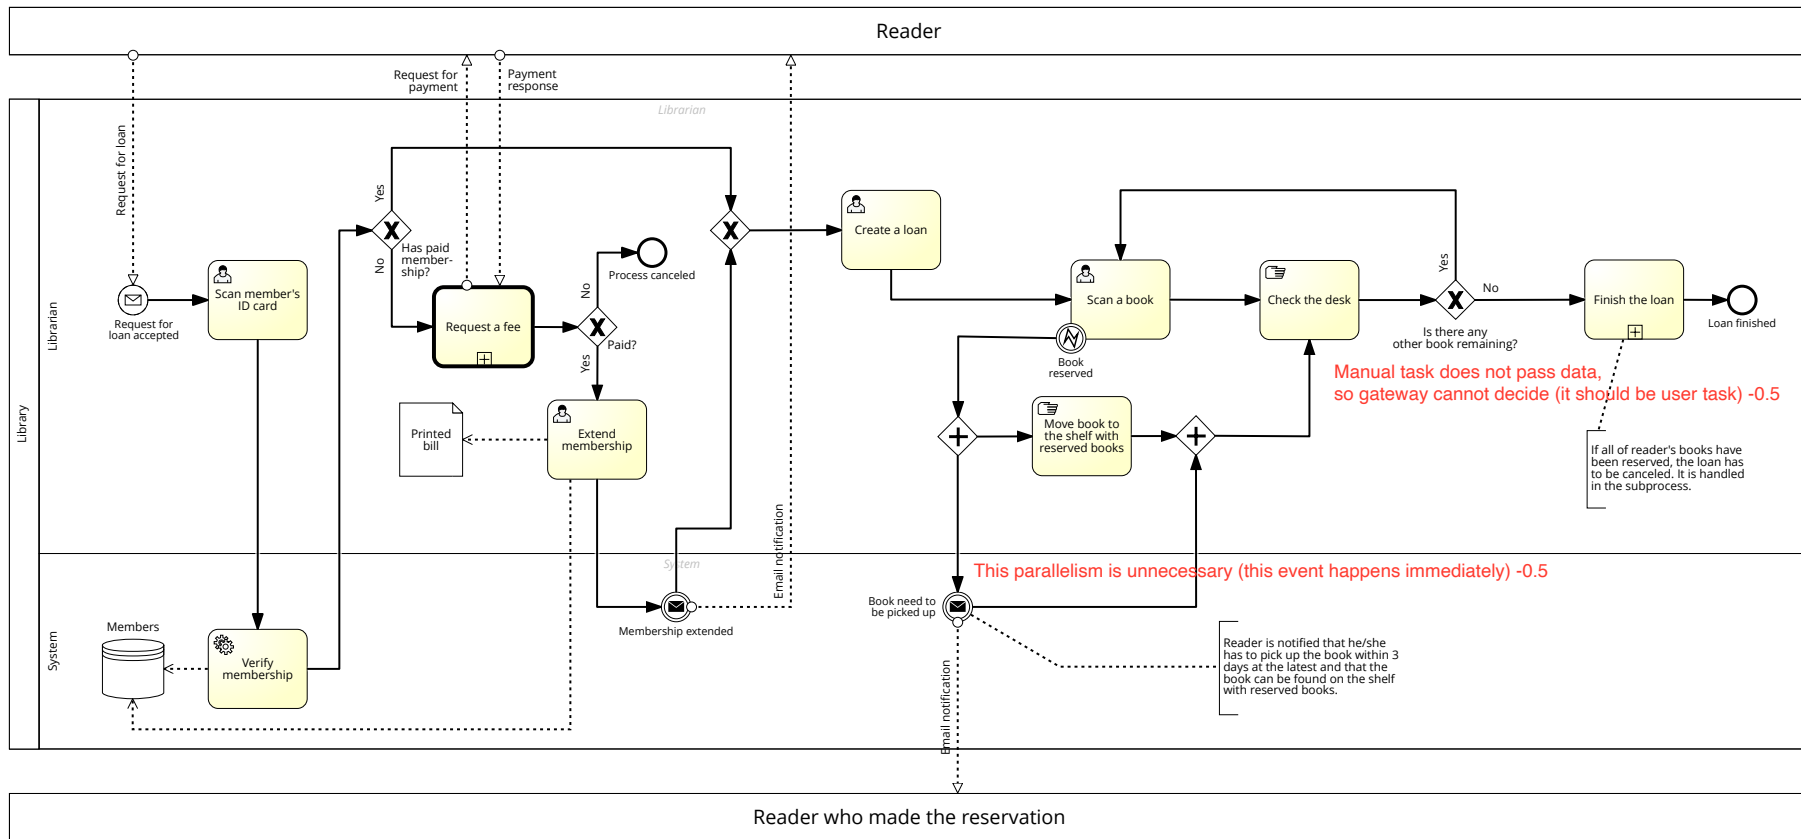 Reader
Request for
payment
Payment
response
Librarian
Request for loan
Yes
Has paid
member-
ship?
No
Request for
loan accepted
Scan member's
ID card
Request a fee
No
Process canceled
Paid?
Yes
Create a loan
Scan a book
Book
reserved
Check the desk
Yes
No
Is there any
other book remaining?
Finish the loan
Loan finished
Librarian
Library
Manual task does not pass data,
so gateway cannot decide (it should be user task) -0.5
Printed
bill
Extend
membership
Move book to
the shelf with
reserved books
If all of reader's books have
been reserved, the loan has
to be canceled. It is handled
in the subprocess.
Email notification
System
This parallelism is unnecessary (this event happens immediately) -0.5
Book need to
be picked up
Membership extended
System
Members
Verify
membership
Reader is notified that he/she
has to pick up the book within 3
days at the latest and that the
book can be found on the shelf
with reserved books.
Email notification
Reader who made the reservation